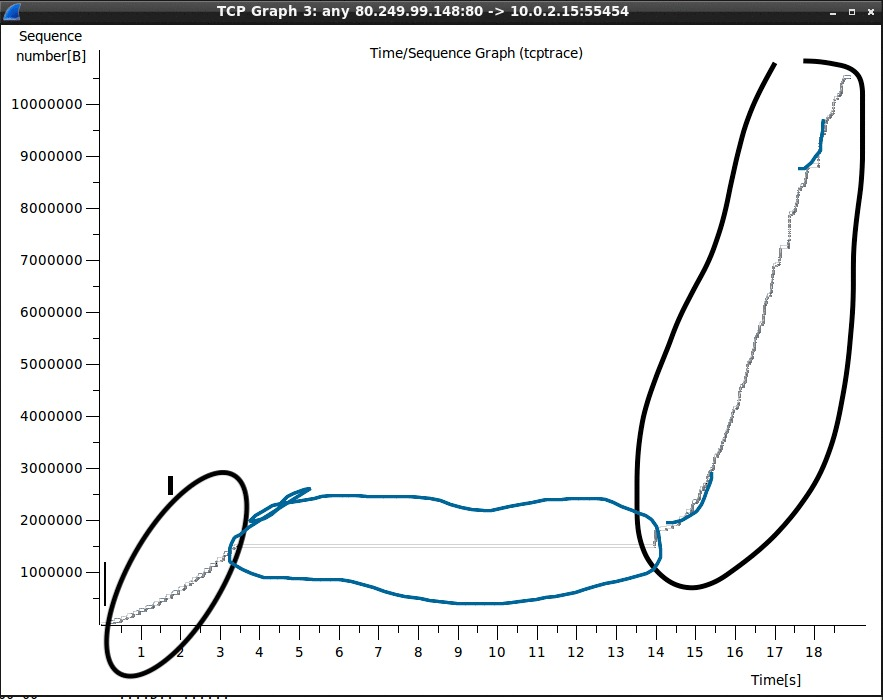 TCP Graph 3: any 80.249.99.148:80 -> 10.0.2.15:55454
Sequence
number[B]
Time/Sequence Graph (tcptrace)
10000000
9000000
8000000
7000000
6000000
5000000
4000000
3000000
2000000
1000000
1 2 3 4 5 6 7 8 9 10 11 12 13 14 15 16 17 18
Time[s]